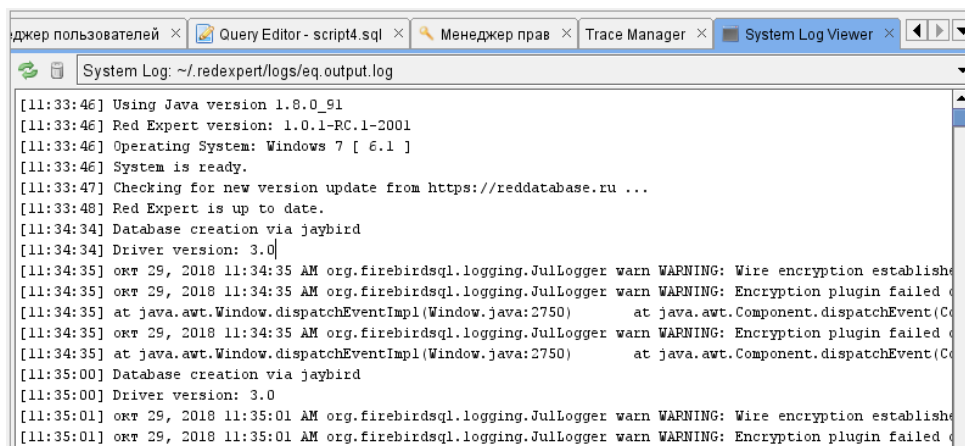 джер пользователей × Query Editor - script4.sql × Менеджер прав × Trace Manager × System Log Viewer ×
System Log: ~/.redexpert/logs/eq.output.log
[11:33:46] Using Java version 1.8.0_91
[11:33:46] Red Expert version: 1.0.1-RC.1-2001
[11:33:46] Operating System: Windows 7 [ 6.1 ]
[11:33:46] System is ready.
[11:33:47] Checking for new version update from https://reddatabase.ru ...
[11:33:48] Red Expert is up to date.
[11:34:34] Database creation via jaybird
[11:34:34] Driver version: 3.0
[11:34:35] окт 29, 2018 11:34:35 AM org.firebirdsql.logging.JulLogger warn WARNING: Wire encryption establishe
[11:34:35] окт 29, 2018 11:34:35 AM org.firebirdsql.logging.JulLogger warn WARNING: Encryption plugin failed
[11:34:35] at java.awt.Window.dispatchEventImpl(Window.java:2750) at java.awt.Component.dispatchEvent(Co
[11:34:35] окт 29, 2018 11:34:35 AM org.firebirdsql.logging.JulLogger warn WARNING: Encryption plugin failed
[11:34:35] at java.awt.Window.dispatchEventImpl(Window.java:2750) at java.awt.Component.dispatchEvent(Co
[11:35:00] Database creation via jaybird
[11:35:00] Driver version: 3.0
[11:35:01] окт 29, 2018 11:35:01 AM org.firebirdsql.logging.JulLogger warn WARNING: Wire encryption establishe
[11:35:01] окт 29, 2018 11:35:01 AM org.firebirdsql.logging.JulLogger warn WARNING: Encryption plugin failed